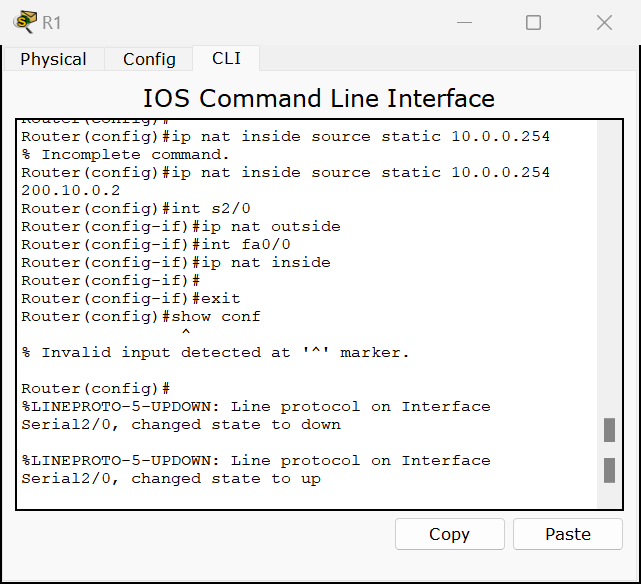 R1
Physical Config CLI
IOS Command Line Interface
Router(config)#
Router(config)#ip nat inside source static 10.0.0.254
% Incomplete command.
Router(config)#ip nat inside source static 10.0.0.254
200.10.0.2
Router(config)#int s2/0
Router(config-if)#ip nat outside
Router(config-if)#int fa0/0
Router(config-if)#ip nat inside
Router(config-if)#
Router(config-if)#exit
Router(config)#show conf
^
% Invalid input detected at '^' marker.
Router(config)#
%LINEPROTO-5-UPDOWN: Line protocol on Interface
Serial2/0, changed state to down
%LINEPROTO-5-UPDOWN: Line protocol on Interface
Serial2/0, changed state to up
Copy Paste